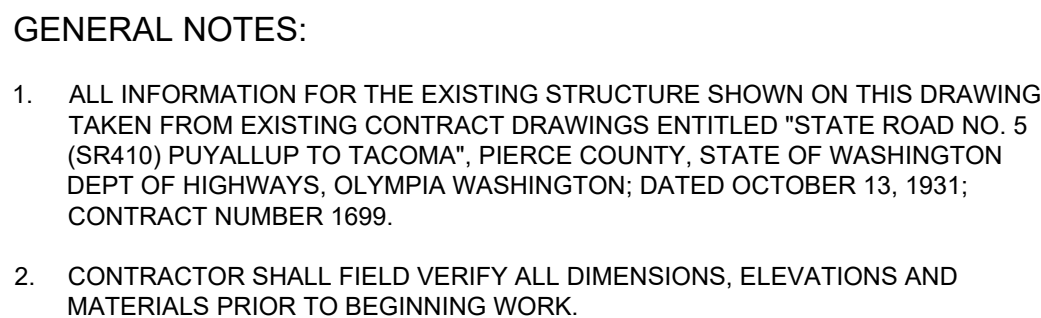 GENERAL NOTES:
1. ALL INFORMATION FOR THE EXISTING STRUCTURE SHOWN ON THIS DRAWING
TAKEN FROM EXISTING CONTRACT DRAWINGS ENTITLED "STATE ROAD NO. 5
(SR410) PUYALLUP TO TACOMA", PIERCE COUNTY, STATE OF WASHINGTON
DEPT OF HIGHWAYS, OLYMPIA WASHINGTON; DATED OCTOBER 13, 1931;
CONTRACT NUMBER 1699.
2. CONTRACTOR SHALL FIELD VERIFY ALL DIMENSIONS, ELEVATIONS AND
MATERIALS PRIOR TO BEGINNING WORK.